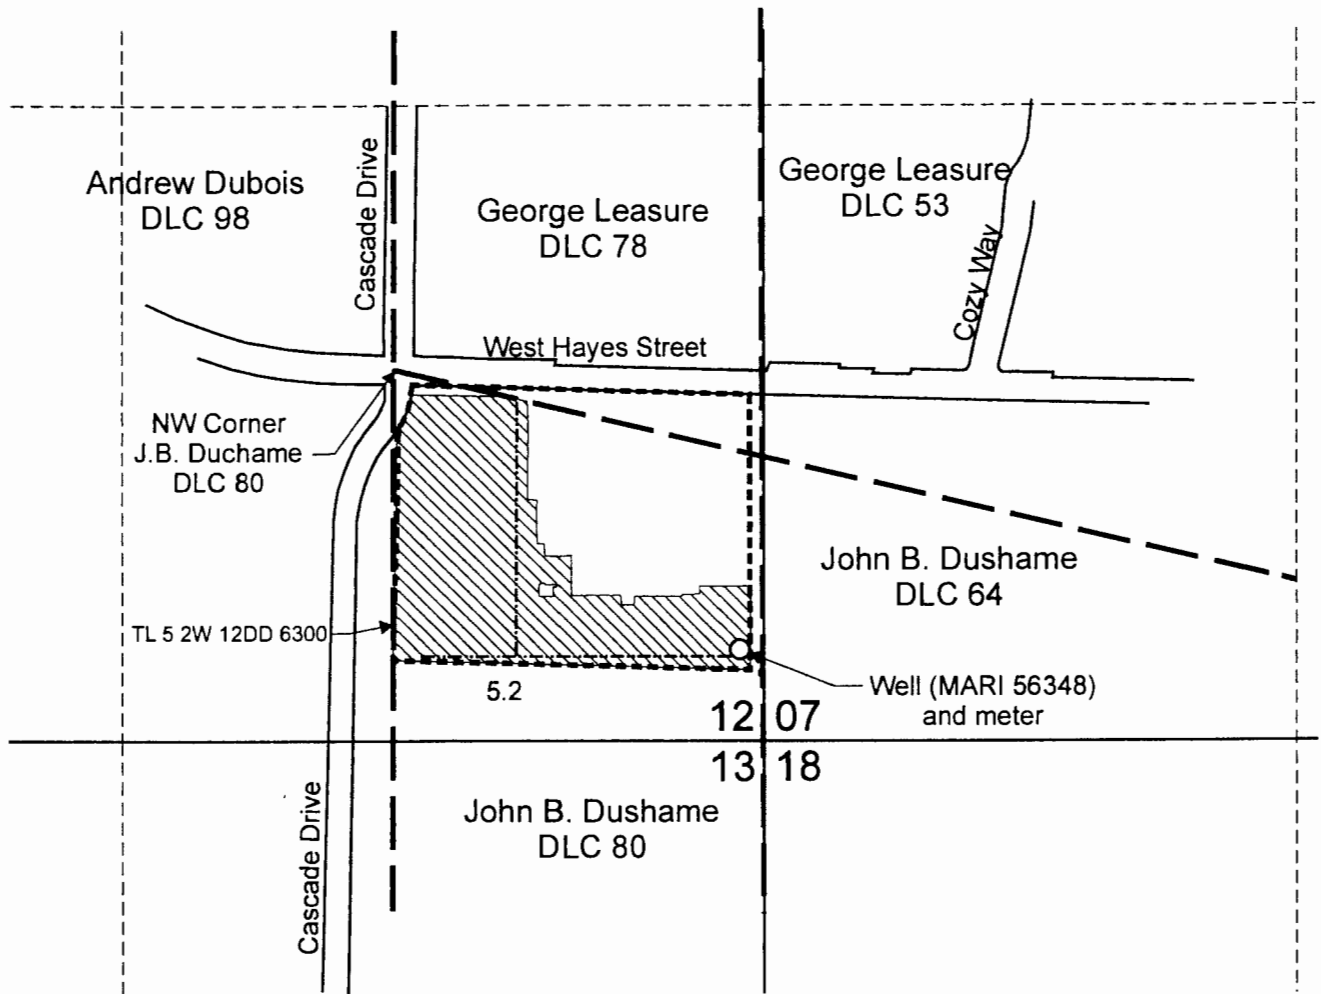 Andrew Dubois
DLC 98
Cascade Drive
George Leasure
DLC 78
George Leasure
DLC 53
Cozy Way
West Hayes Street
NW Corner
J.B. Duchame
DLC 80
John B. Dushame
DLC 64
TL 5 2W 12DD 6300
5.2
Well (MARI 56348)
and meter
12 07
13 18
John B. Dushame
DLC 80
Cascade Drive